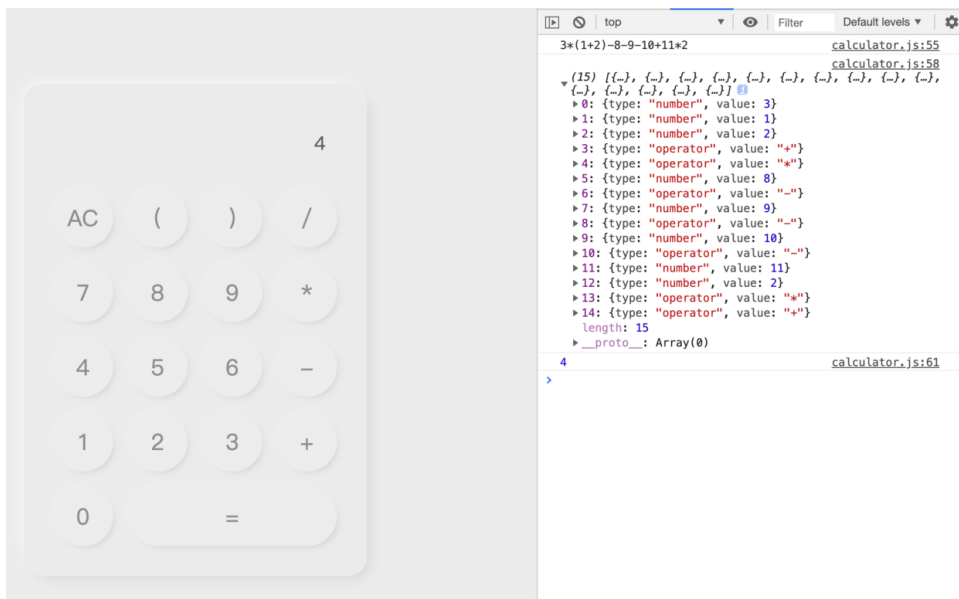 4
AC ( ) /
7 8 9 *
4 5 6 −
1 2 3 +
0 =
top Filter Default levels
3*(1+2)-8-9-10+11*2 calculator.js:55
calculator.js:58
(15) [{…}, {…}, {…}, {…}, {…}, {…}, {…}, {…}, {…}, {…},
{…}, {…}, {…}, {…}, {…}] i
0: {type: "number", value: 3}
1: {type: "number", value: 1}
2: {type: "number", value: 2}
3: {type: "operator", value: "+"}
4: {type: "operator", value: "*"}
5: {type: "number", value: 8}
6: {type: "operator", value: "-"}
7: {type: "number", value: 9}
8: {type: "operator", value: "-"}
9: {type: "number", value: 10}
10: {type: "operator", value: "-"}
11: {type: "number", value: 11}
12: {type: "number", value: 2}
13: {type: "operator", value: "*"}
14: {type: "operator", value: "+"}
length: 15
__proto__: Array(0)
4 calculator.js:61